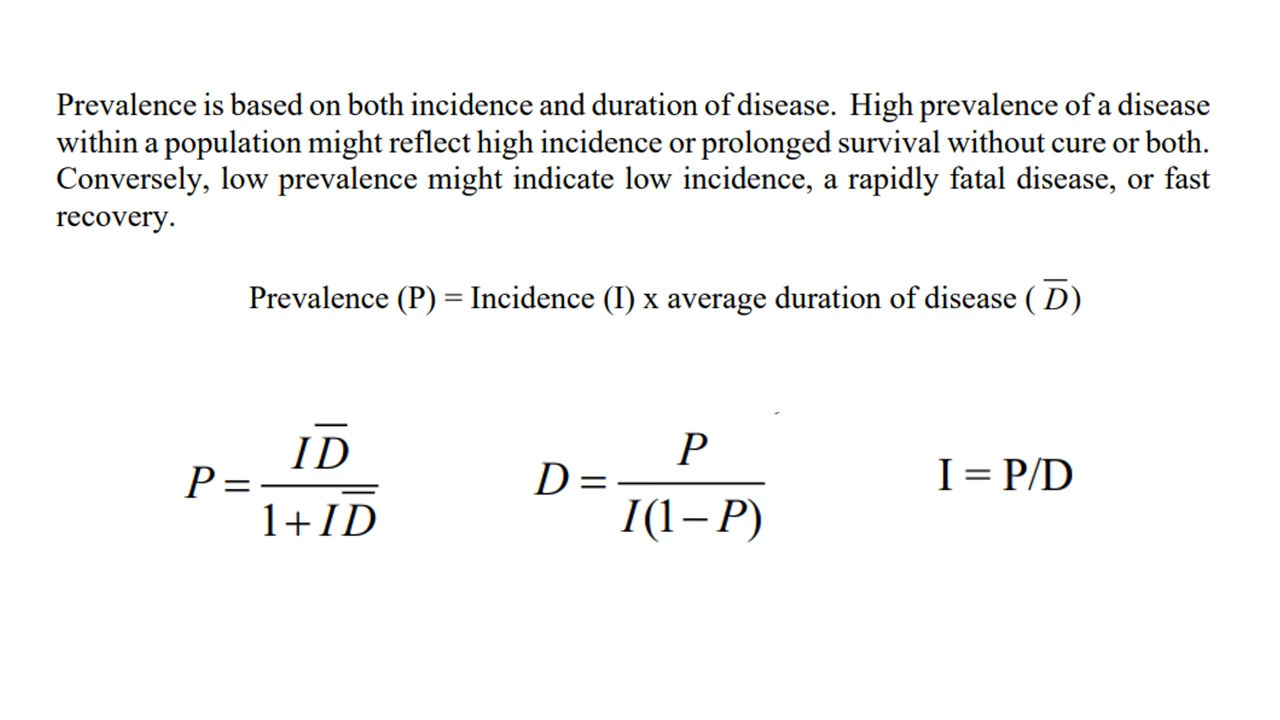 Prevalence is based on both incidence and duration of disease.  High prevalence of a disease
within a population might reflect high incidence or prolonged survival without cure or both.
Conversely, low prevalence might indicate low incidence, a rapidly fatal disease, or fast
recovery.
Prevalence (P) = Incidence (I) x average duration of disease ( D̅ )
P = I D̅ / (1 + I D̅)
D = P / (I(1 − P))
I = P/D